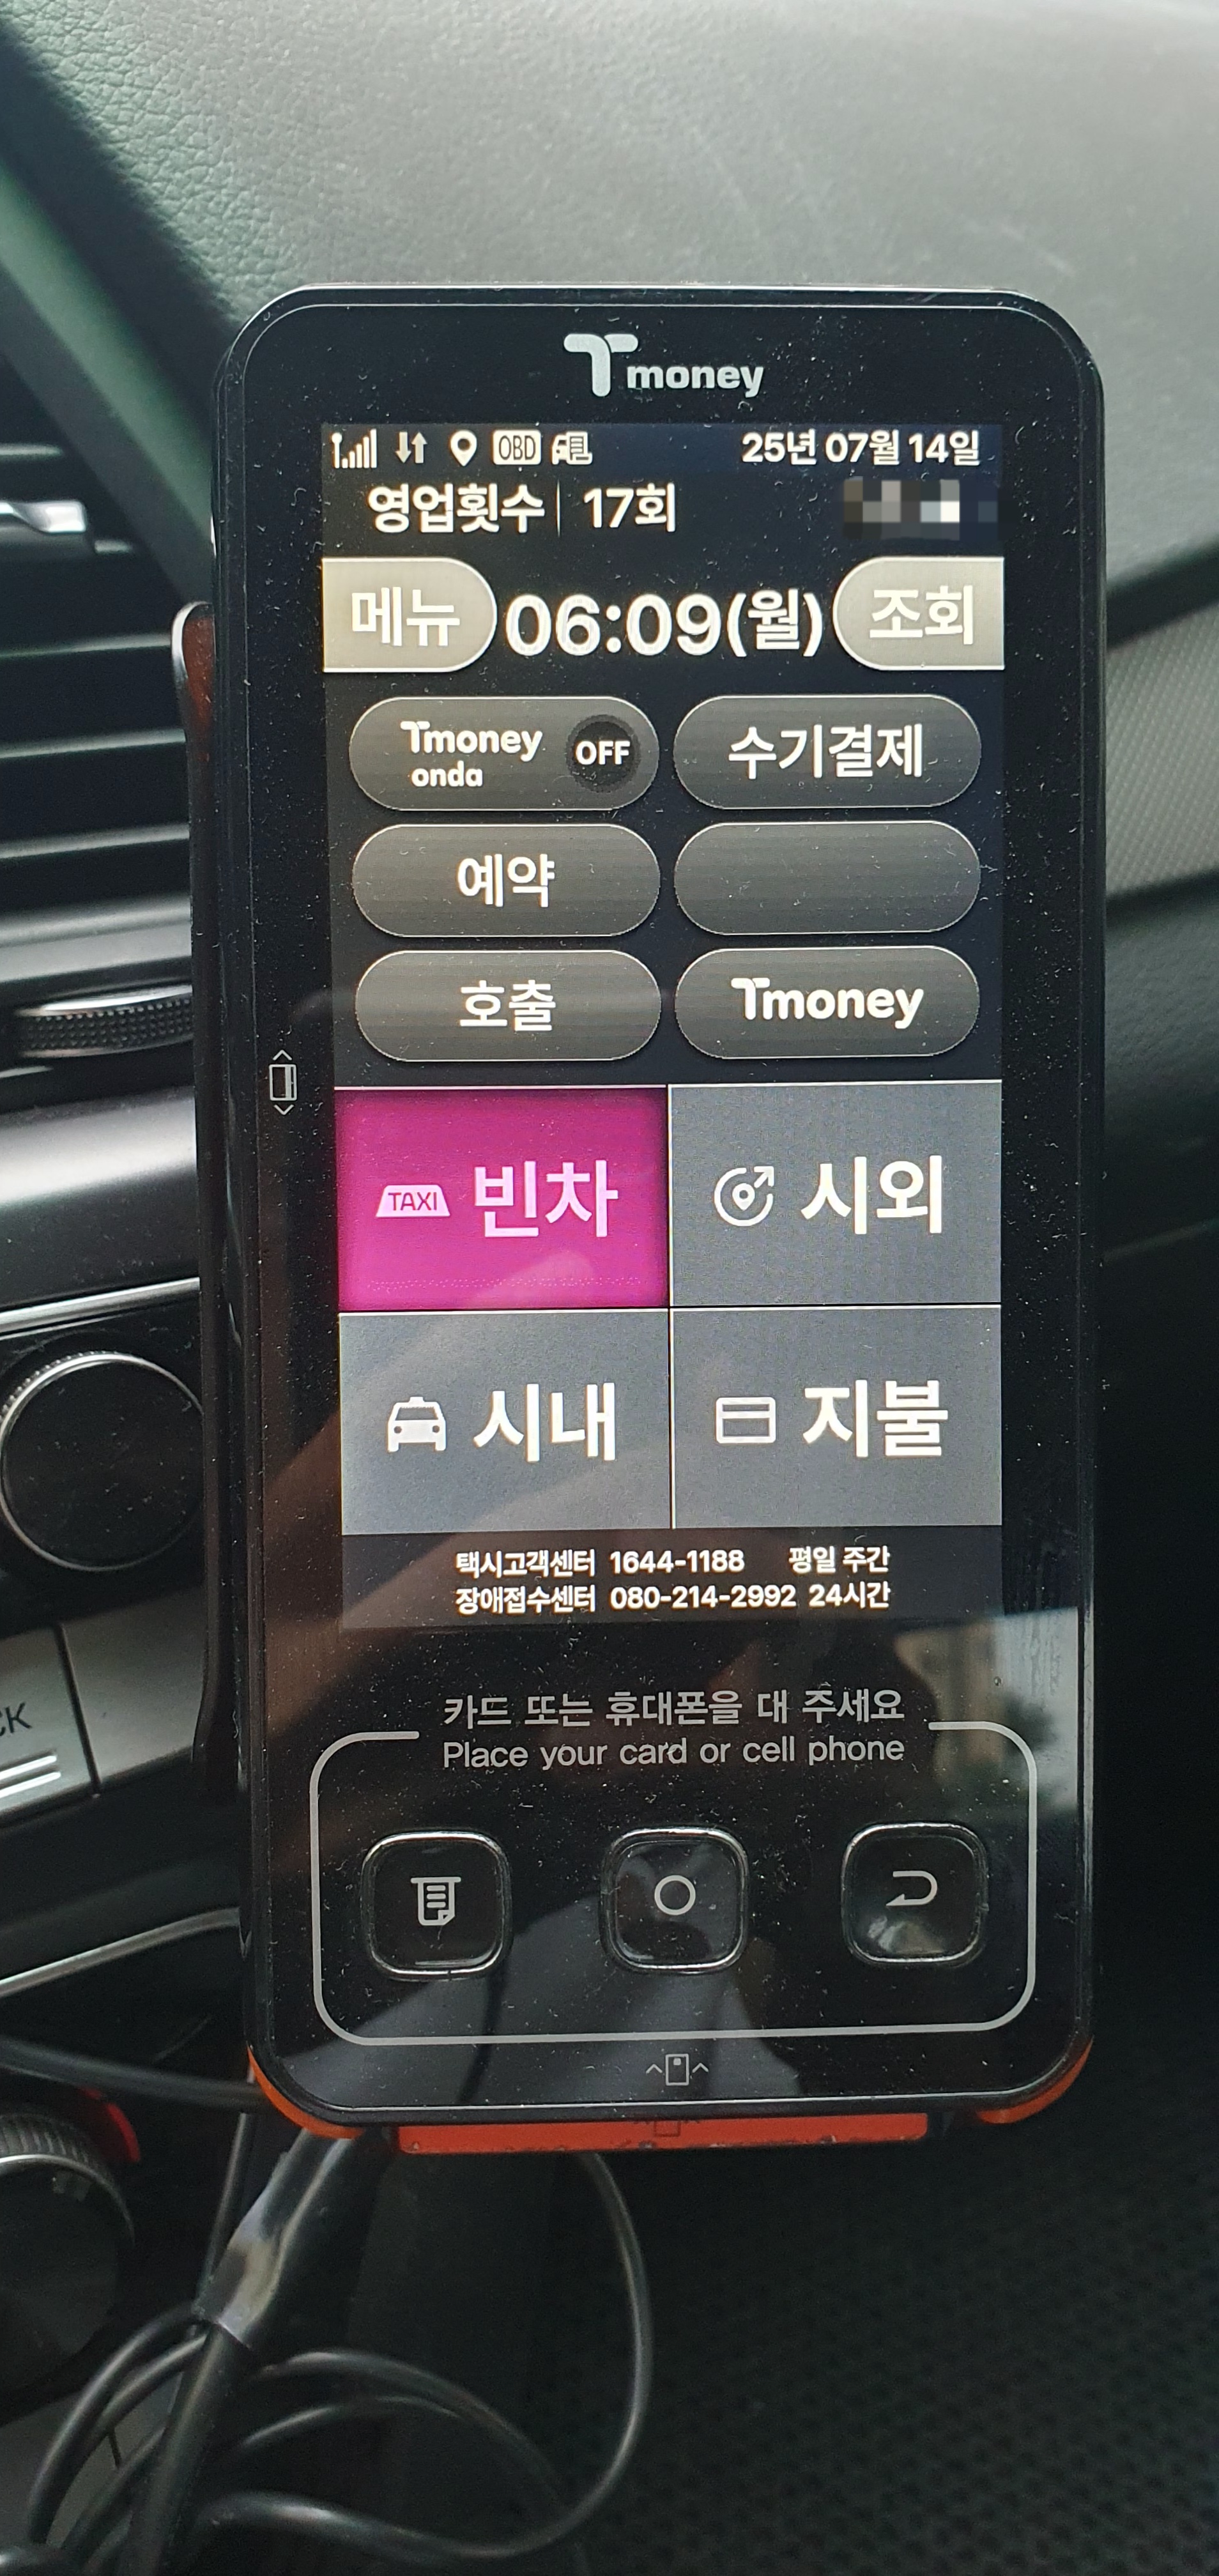 Tmoney
OBD 25년 07월 14일
영업횟수 17회
메뉴 06:09(월) 조회
Tmoney onda OFF 수기결제
예약
호출 Tmoney
TAXI 빈차 시외
시내 지불
택시고객센터 1644-1188 평일 주간
장애접수센터 080-214-2992 24시간
카드 또는 휴대폰을 대 주세요
Place your card or cell phone
CK